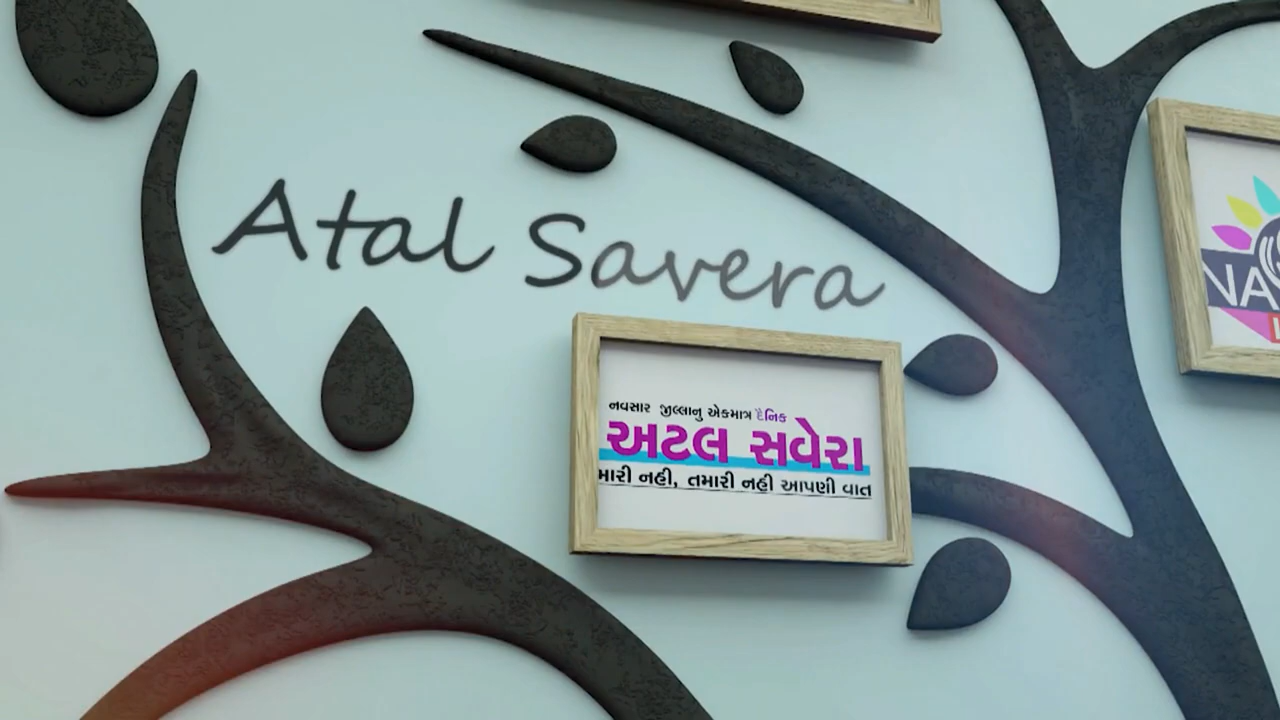 Atal Savera
નવસાર જીલ્લાનુ એકમાત્ર દૈનિક
અટલ સવેરા
મારી નહી, તમારી નહી આપણી વાત